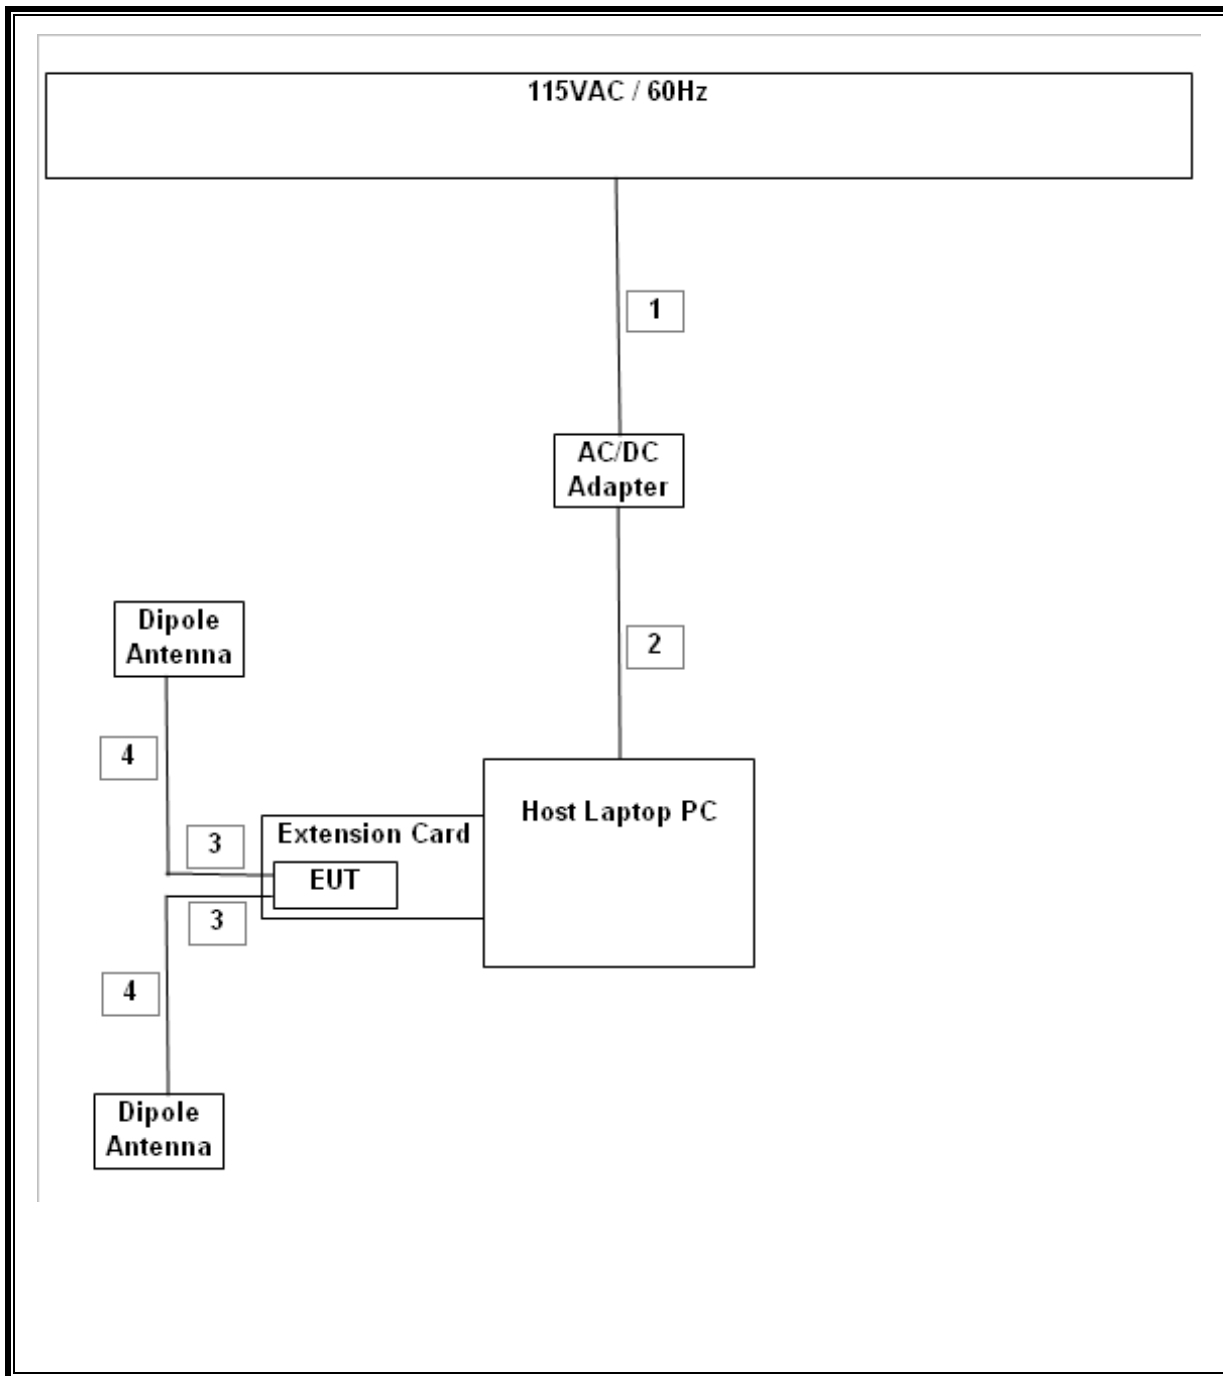 115VAC / 60Hz
1
AC/DC
Adapter
Dipole
Antenna
2
4
Host Laptop PC
3
Extension Card
EUT
3
4
Dipole
Antenna